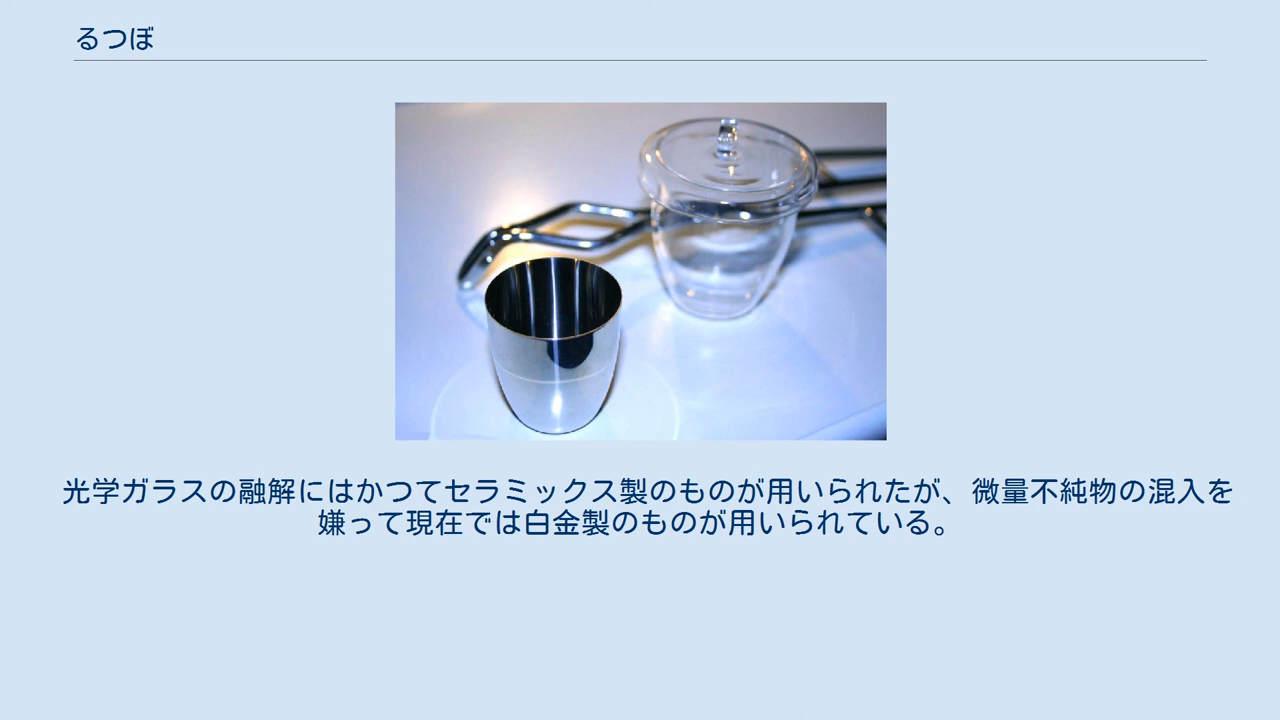 るつぼ
光学ガラスの融解にはかつてセラミックス製のものが用いられたが、微量不純物の混入を
嫌って現在では白金製のものが用いられている。